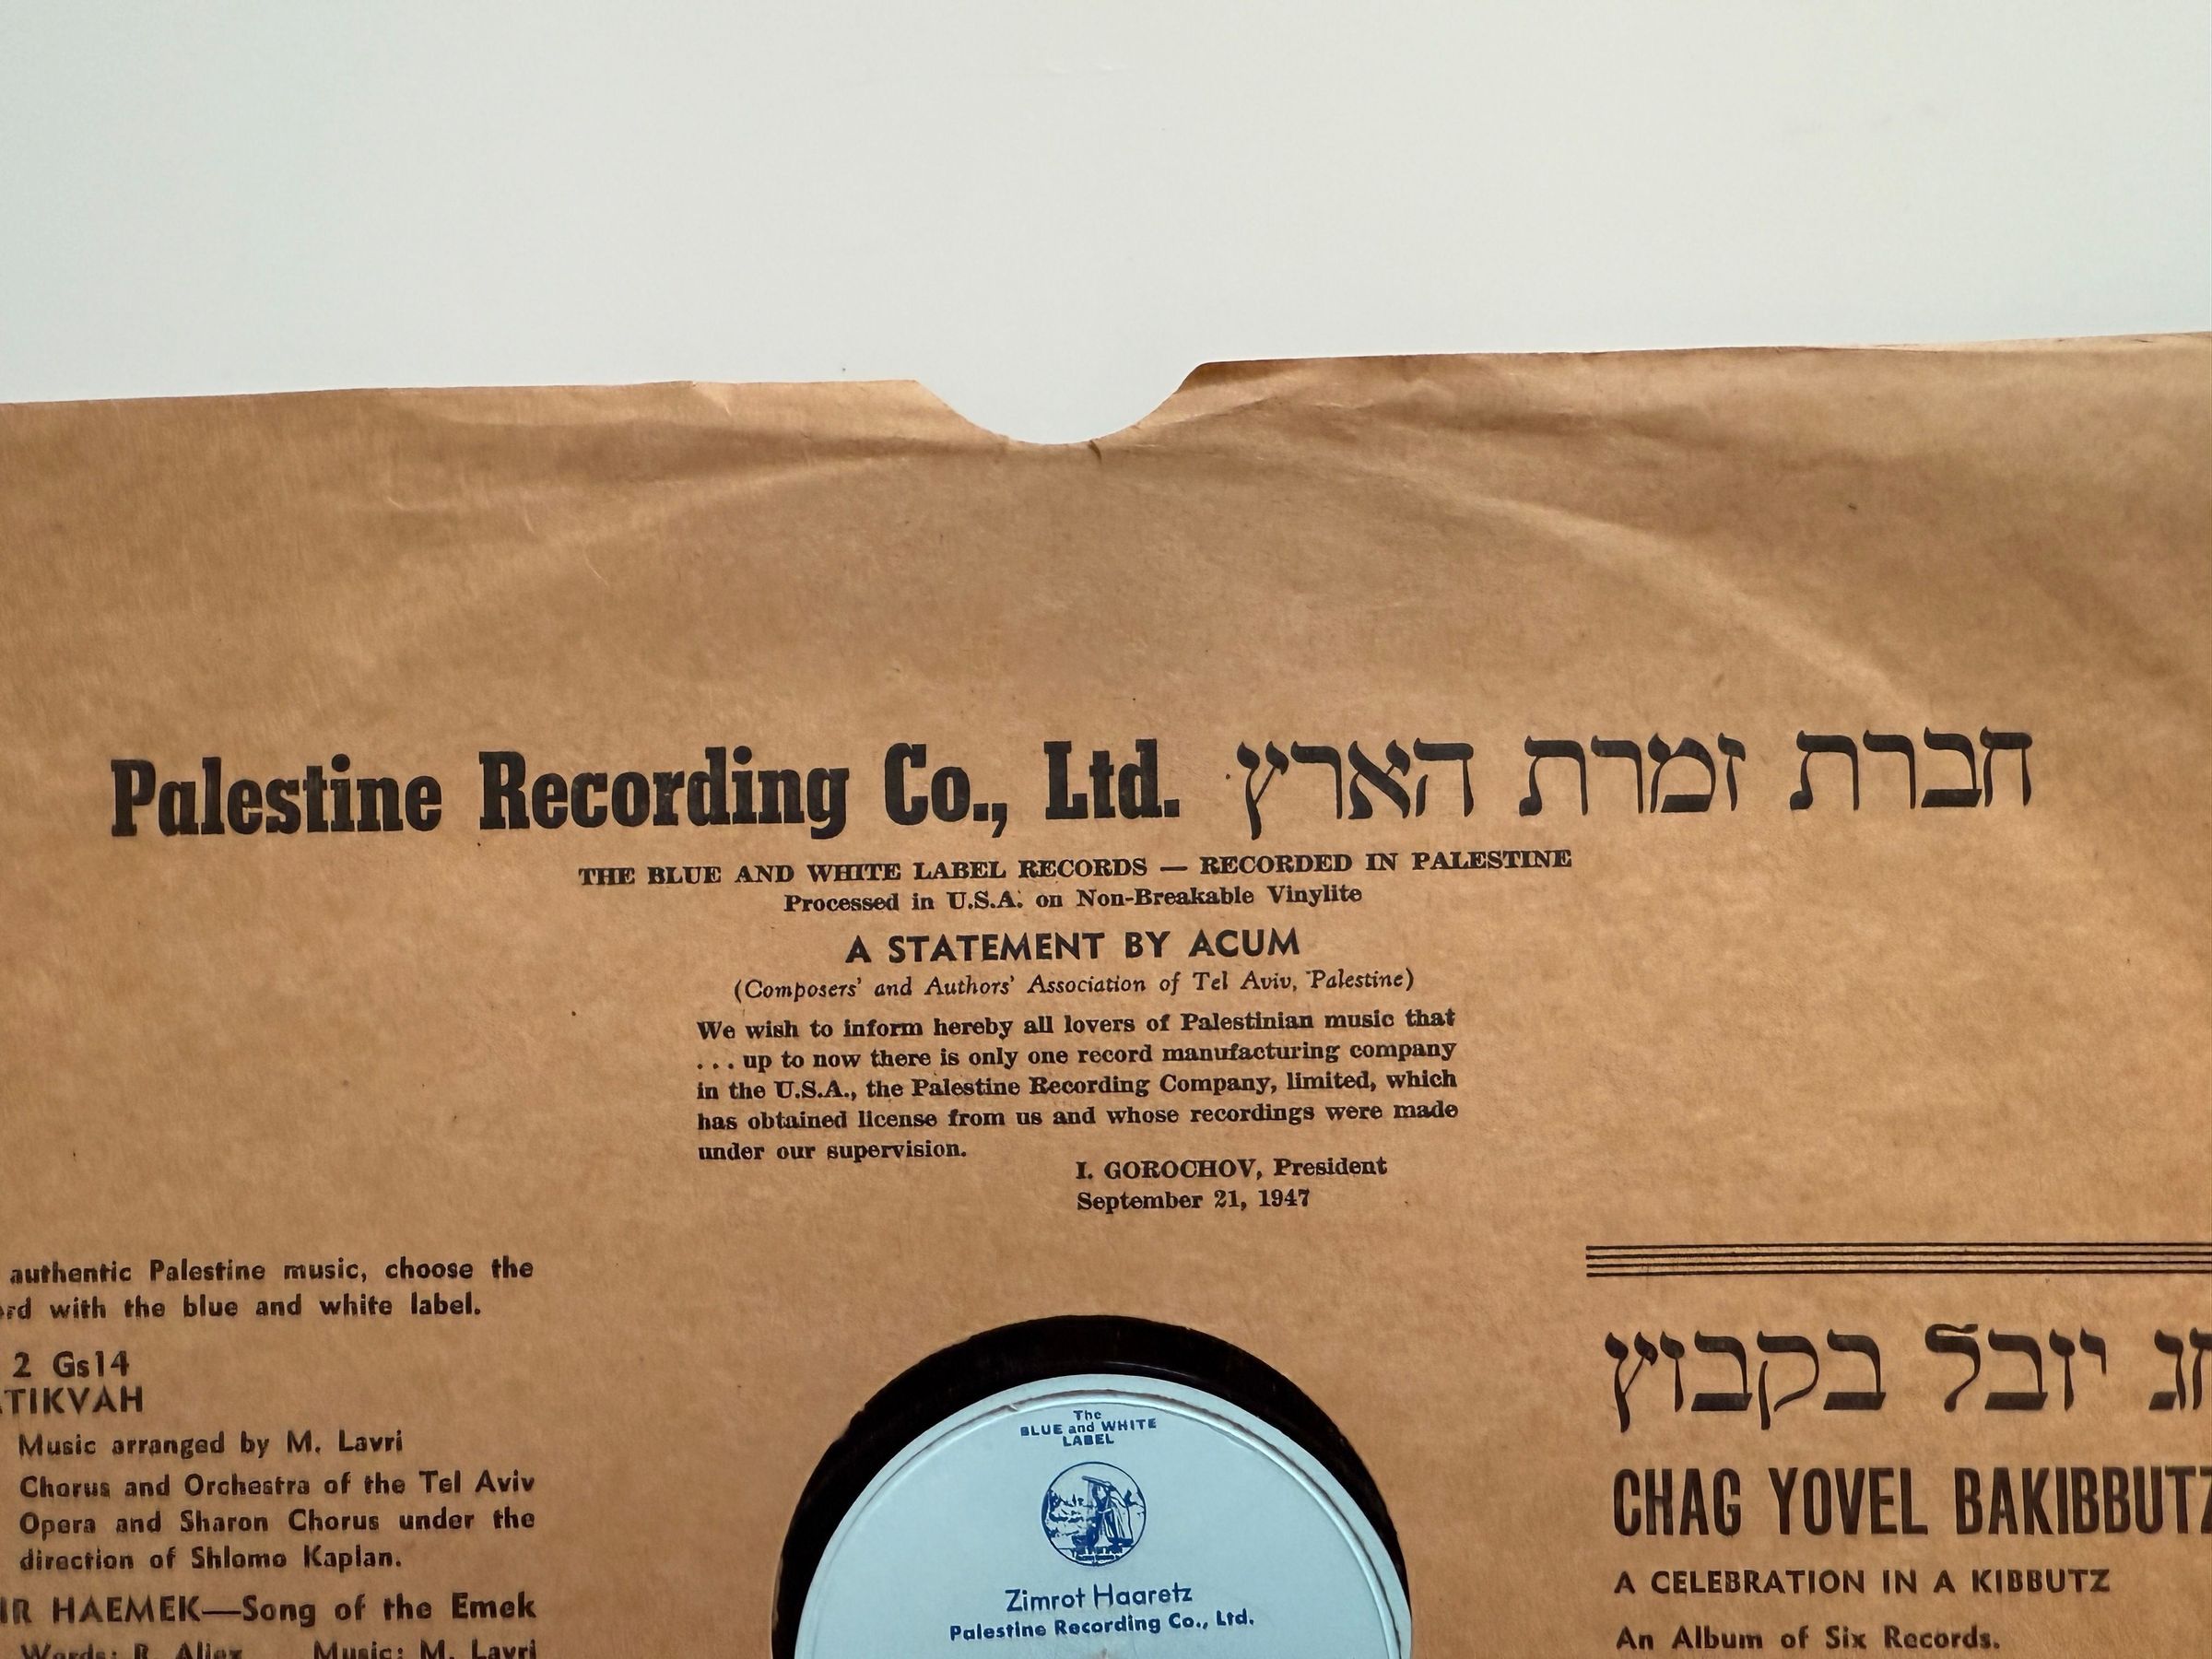 Palestine Recording Co., Ltd. חברת זמרת הארץ
THE BLUE AND WHITE LABEL RECORDS — RECORDED IN PALESTINE
Processed in U.S.A. on Non-Breakable Vinylite
A STATEMENT BY ACUM
(Composers' and Authors' Association of Tel Aviv, Palestine)
We wish to inform hereby all lovers of Palestinian music that
. . . up to now there is only one record manufacturing company
in the U.S.A., the Palestine Recording Company, limited, which
has obtained license from us and whose recordings were made
under our supervision.
I. GOROCHOV, President
September 21, 1947
authentic Palestine music, choose the
with the blue and white label.
2 Gs14
TIKVAH
Music arranged by M. Lavri
Chorus and Orchestra of the Tel Aviv
Opera and Sharon Chorus under the
direction of Shlomo Kaplan.
IR HAEMEK—Song of the Emek
Words: R. Music: M. Lavri
The
BLUE and WHITE
LABEL
Zimrot Haaretz
Palestine Recording Co., Ltd.
חג יובל בקבוץ
CHAG YOVEL BAKIBBUTZ
A CELEBRATION IN A KIBBUTZ
An Album of Six Records.